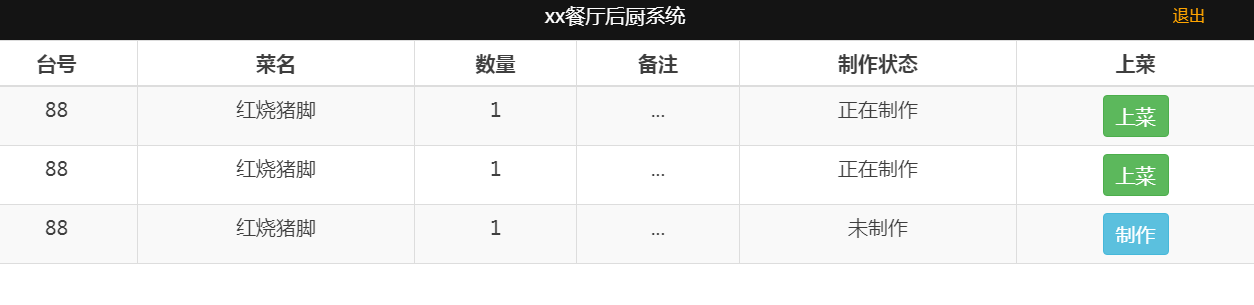 xx餐厅后厨系统 退出
台号 菜名 数量 备注 制作状态 上菜
88 红烧猪脚 1 ... 正在制作 上菜
88 红烧猪脚 1 ... 正在制作 上菜
88 红烧猪脚 1 ... 未制作 制作